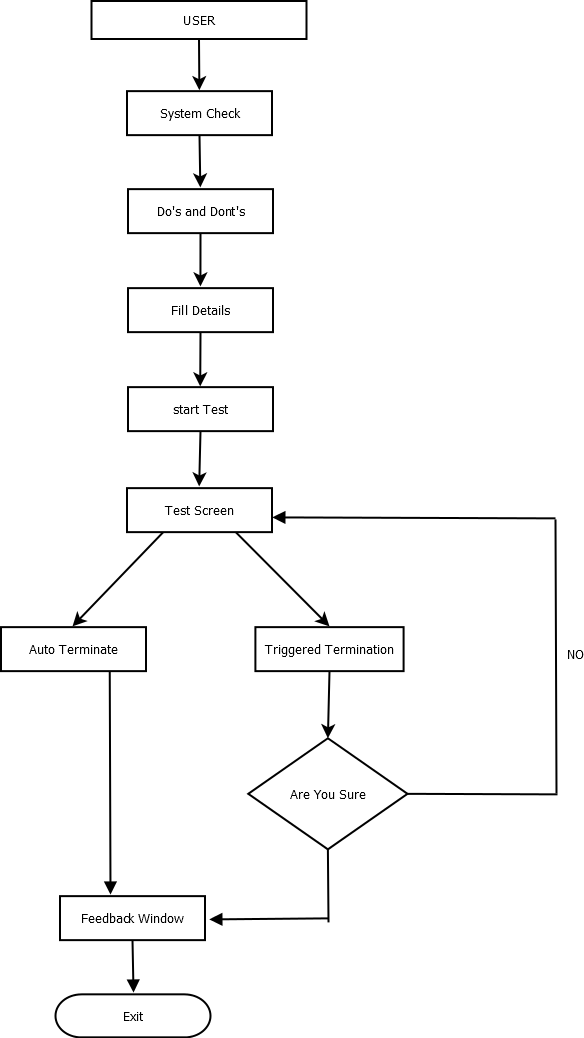 USER
System Check
Do's and Dont's
Fill Details
start Test
Test Screen
Auto Terminate
Triggered Termination
NO
Are You Sure
Feedback Window
Exit